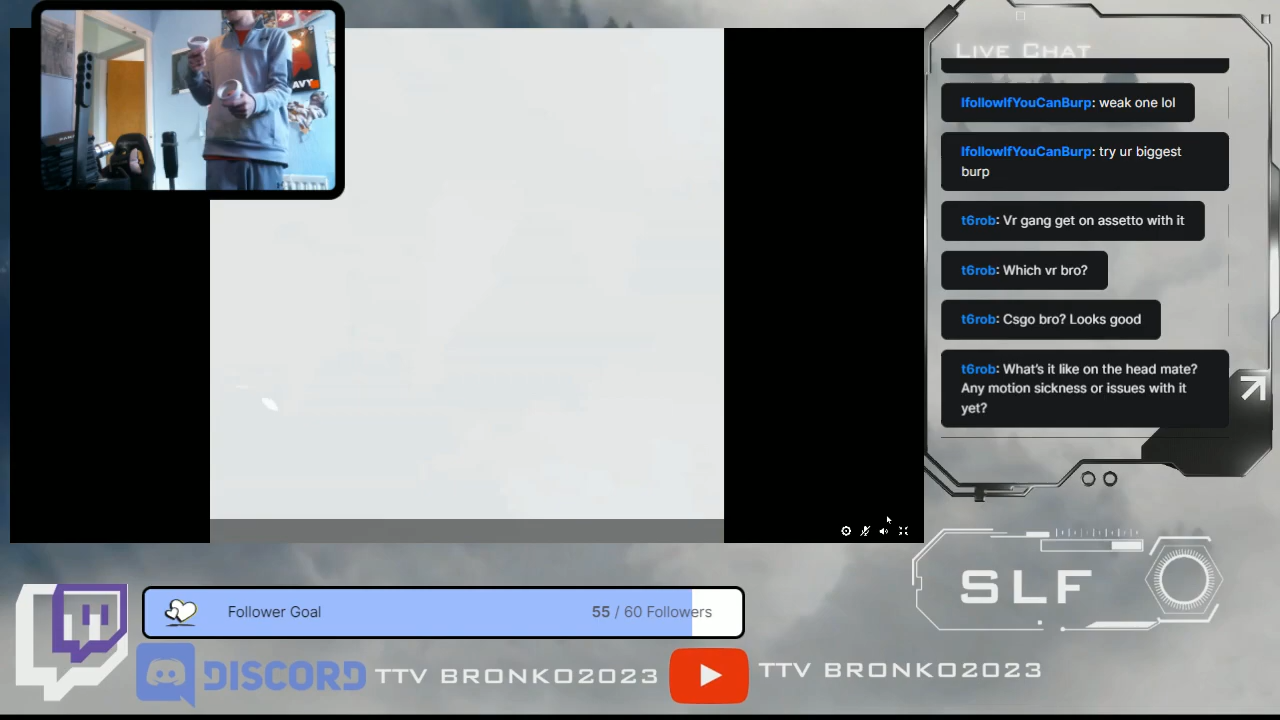 AVY
LIVE CHAT
IfollowIfYouCanBurp: weak one lol
IfollowIfYouCanBurp: try ur biggest
burp
t6rob: Vr gang get on assetto with it
t6rob: Which vr bro?
t6rob: Csgo bro? Looks good
t6rob: What's it like on the head mate?
Any motion sickness or issues with it
yet?
SLF
Follower Goal 55 / 60 Followers
DISCORD TTV BRONKO2023 TTV BRONKO2023